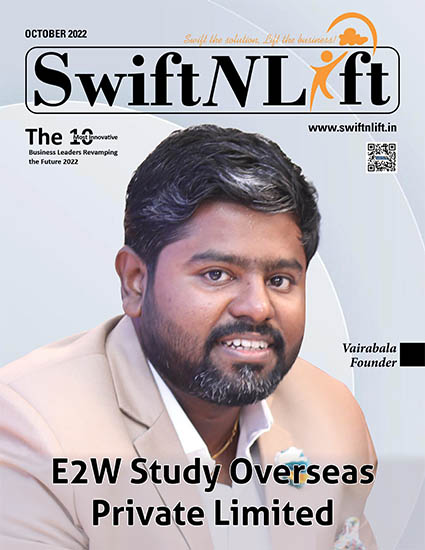 OCTOBER 2022
Swift the solution, Lift the business!
SwiftNLift
www.swiftnlift.in
The 10
Most Innovative
Business Leaders Revamping
the Future 2022
Vairabala
Founder
E2W Study Overseas
Private Limited